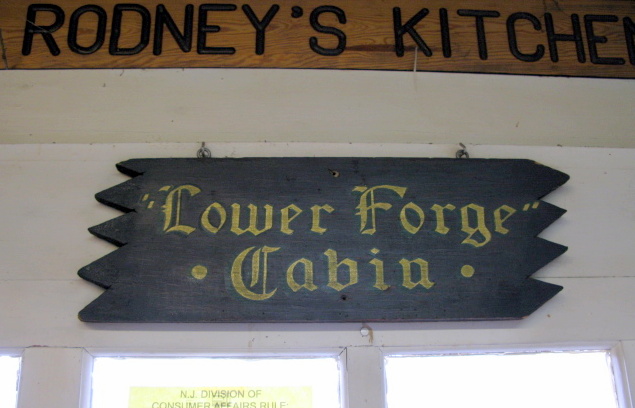 RODNEY'S KITCHEN
"Lower Forge"
· Cabin ·
N.J. DIVISION OF
CONSUMER AFFAIRS RULE: